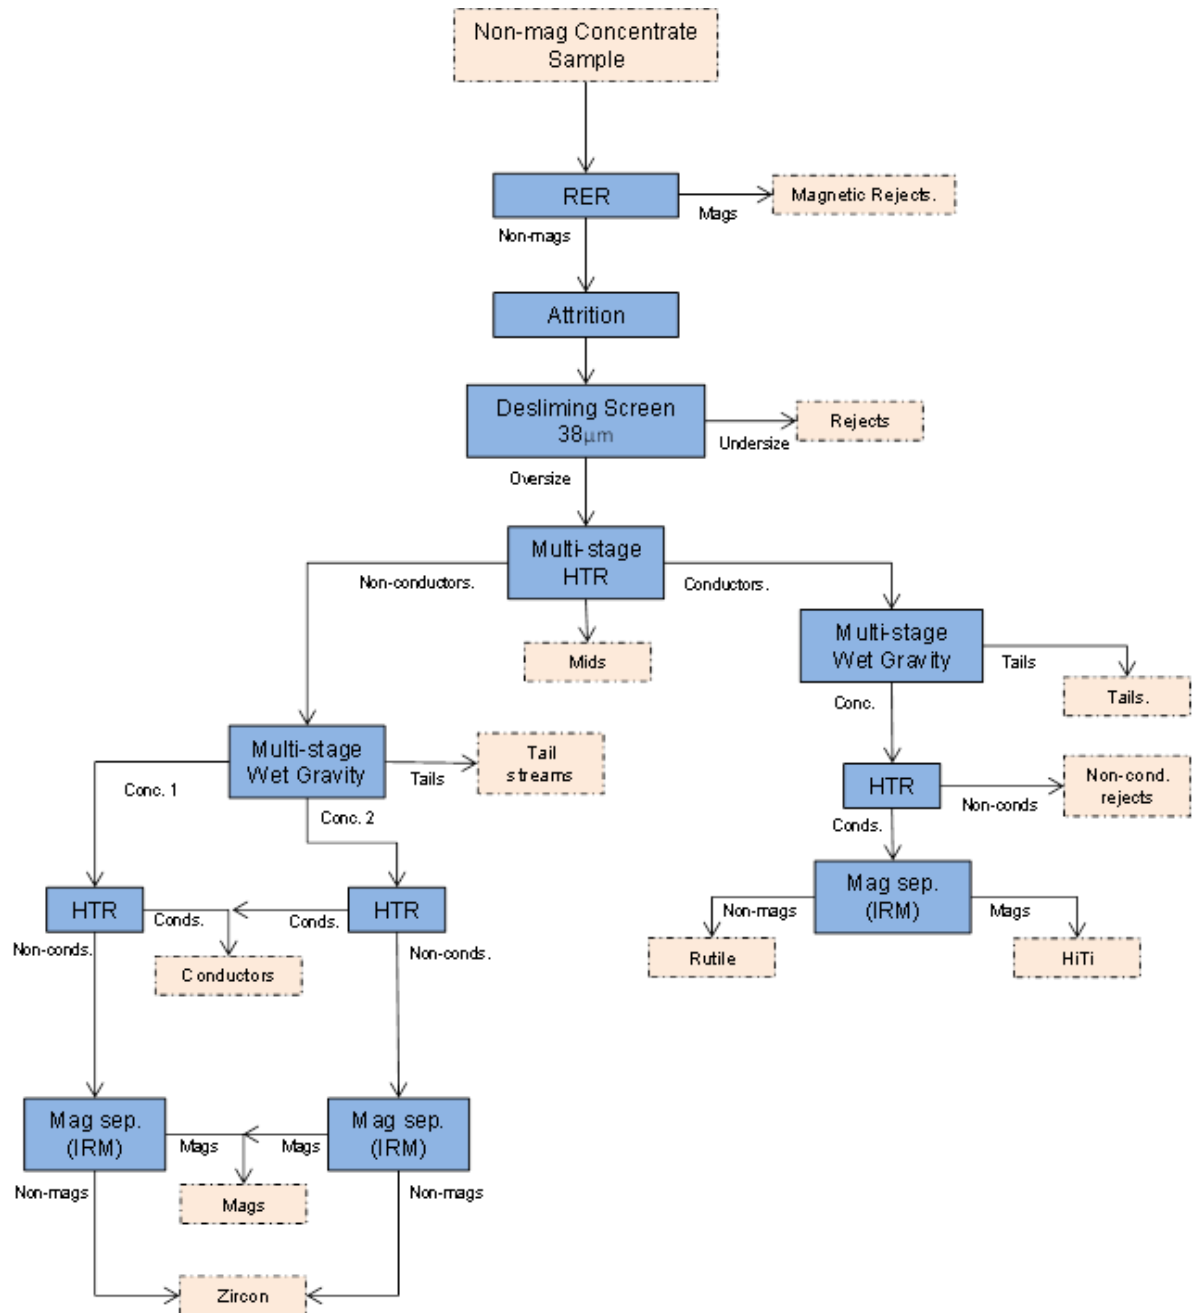 Non-mag Concentrate
Sample
RER
Mags
Magnetic Rejects.
Non-mags
Attrition
Desliming Screen
38µm
Undersize
Rejects
Oversize
Multi-stage
HTR
Non-conductors.
Conductors.
Mids
Multi-stage
Wet Gravity
Tails
Tails.
Conc.
Multi-stage
Wet Gravity
Tails
Tail
streams
HTR
Non-conds
Non-cond.
rejects
Conc. 1
Conc. 2
Conds.
Mag sep.
(IRM)
Non-mags
Mags
Rutile
HiTi
HTR
Conds.
Conds.
HTR
Non-conds.
Non-conds.
Conductors
Mag sep.
(IRM)
Mags
Mags
Mag sep.
(IRM)
Non-mags
Non-mags
Mags
Zircon